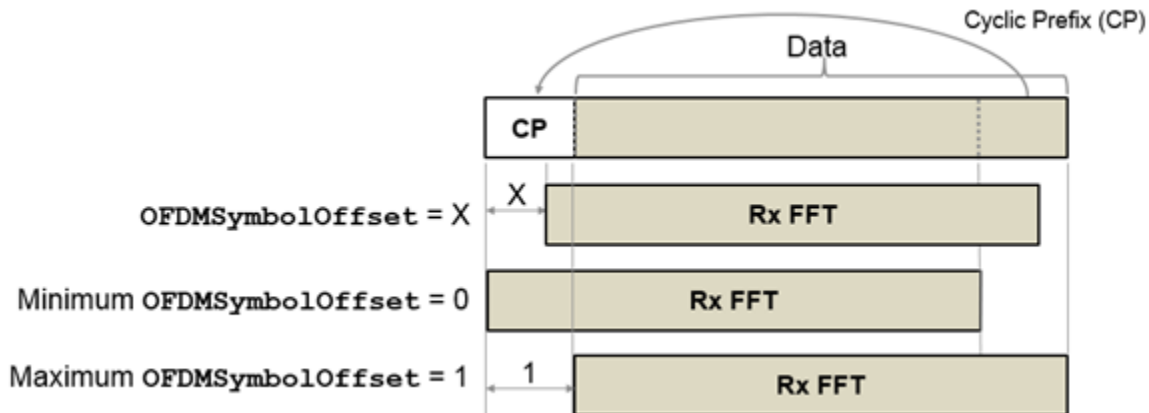 Cyclic Prefix (CP)
Data
CP
X
OFDMSymbolOffset = X
Rx FFT
Minimum OFDMSymbolOffset = 0
Rx FFT
Maximum OFDMSymbolOffset = 1
1
Rx FFT